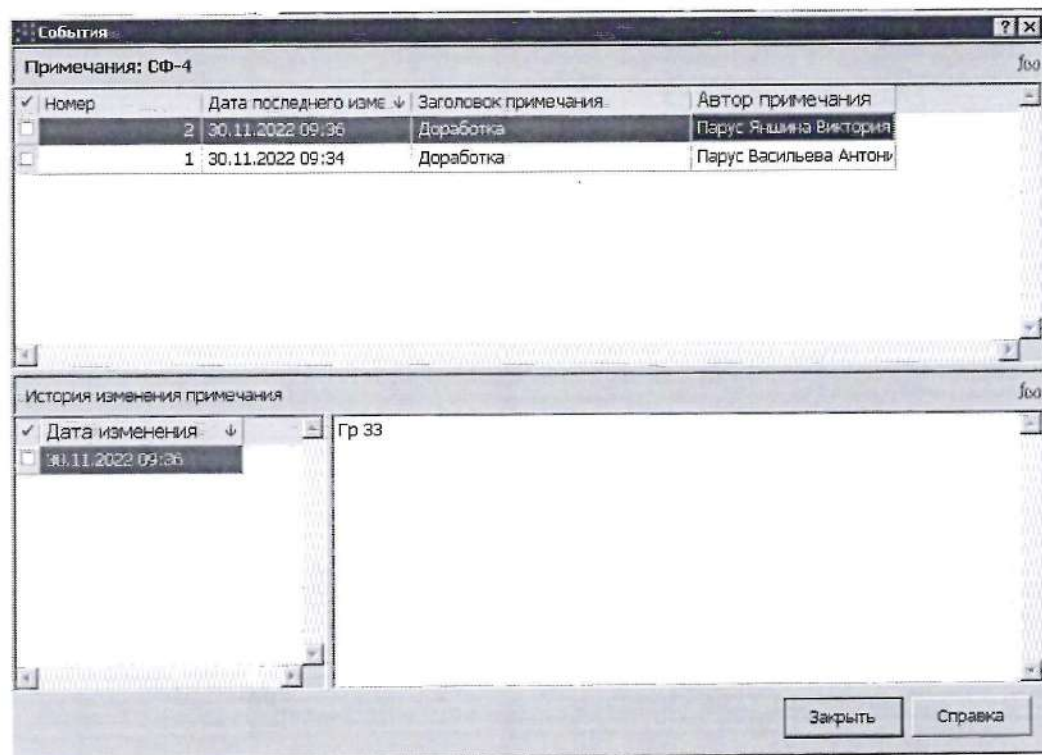 События
Примечания: СФ-4
Номер Дата последнего изме Заголовок примечания Автор примечания
2 30.11.2022 09:36 Доработка Парус Яншина Виктория
1 30.11.2022 09:34 Доработка Парус Васильева Антони
История изменения примечания
Дата изменения
30.11.2022 09:36
Гр 33
Закрыть Справка